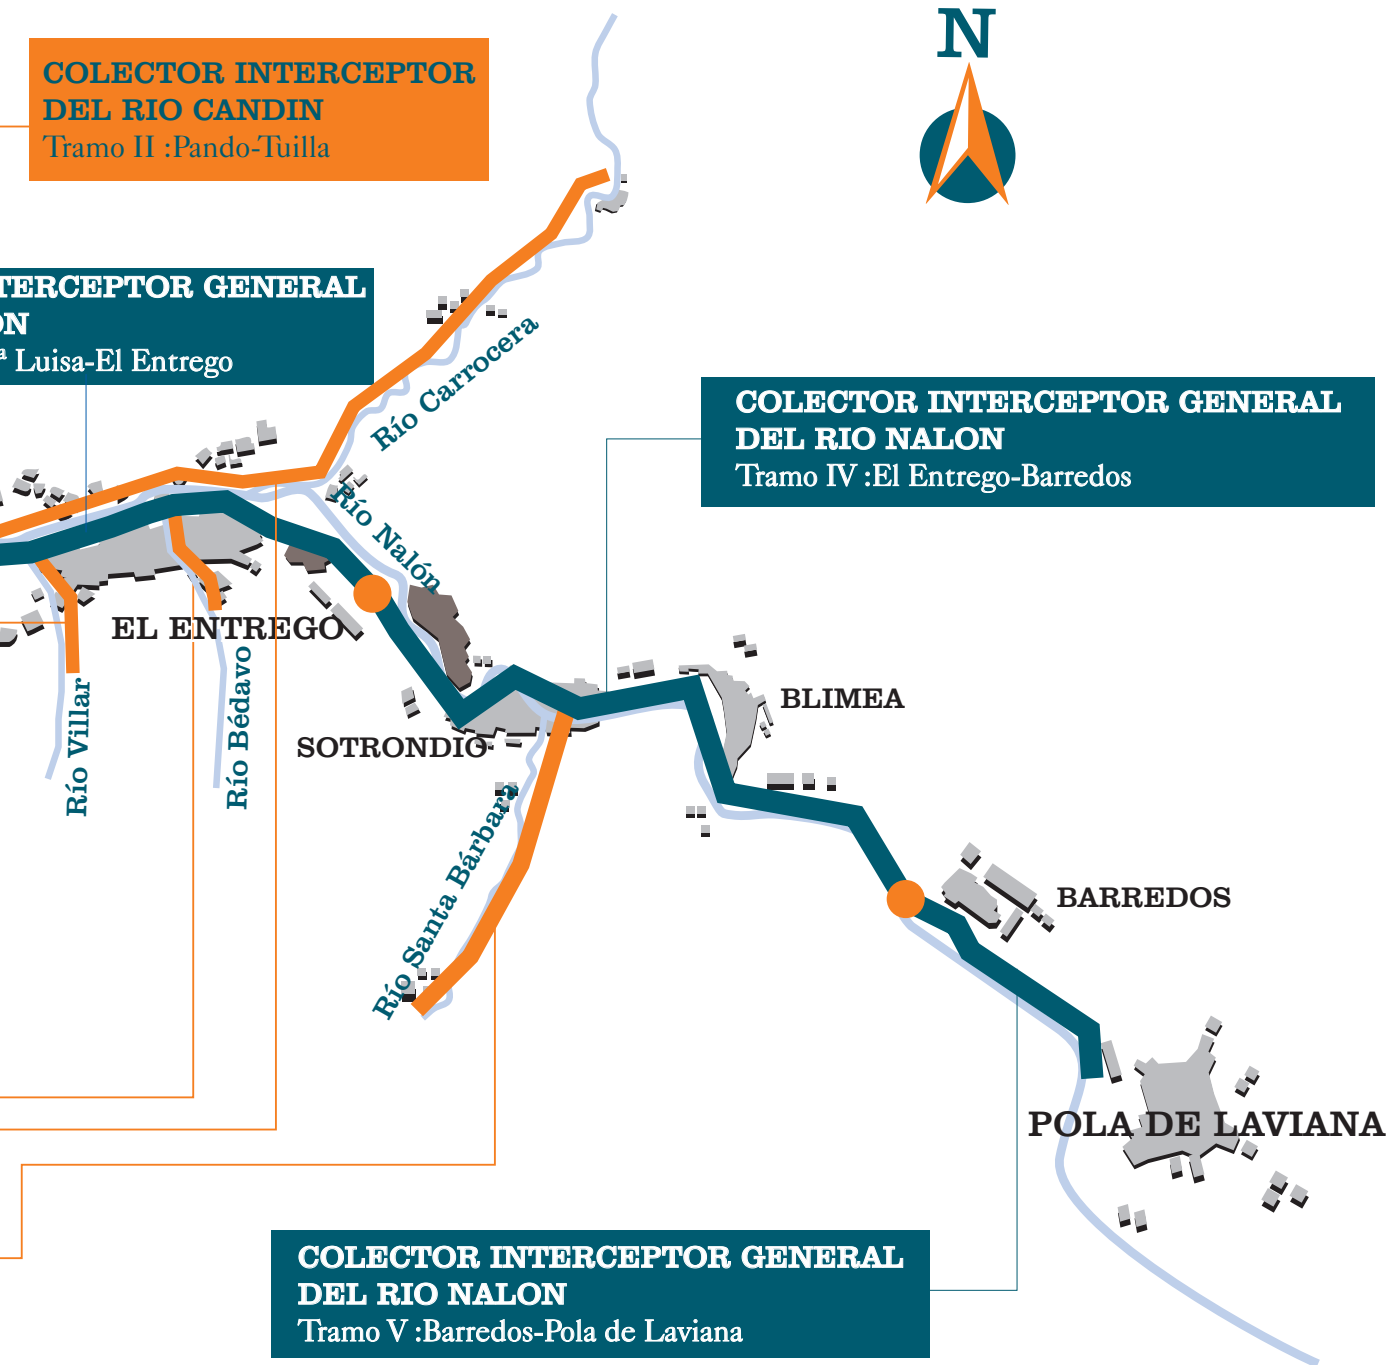 N
COLECTOR INTERCEPTOR
DEL RIO CANDIN
Tramo II :Pando-Tuilla
TERCEPTOR GENERAL
ON
ª Luisa-El Entrego
Río Carrocera
COLECTOR INTERCEPTOR GENERAL
DEL RIO NALON
Tramo IV :El Entrego-Barredos
Río Nalón
EL ENTREGO
Río Villar
Río Bédavo
SOTRONDIO
BLIMEA
Río Santa Bárbara
BARREDOS
POLA DE LAVIANA
COLECTOR INTERCEPTOR GENERAL
DEL RIO NALON
Tramo V :Barredos-Pola de Laviana